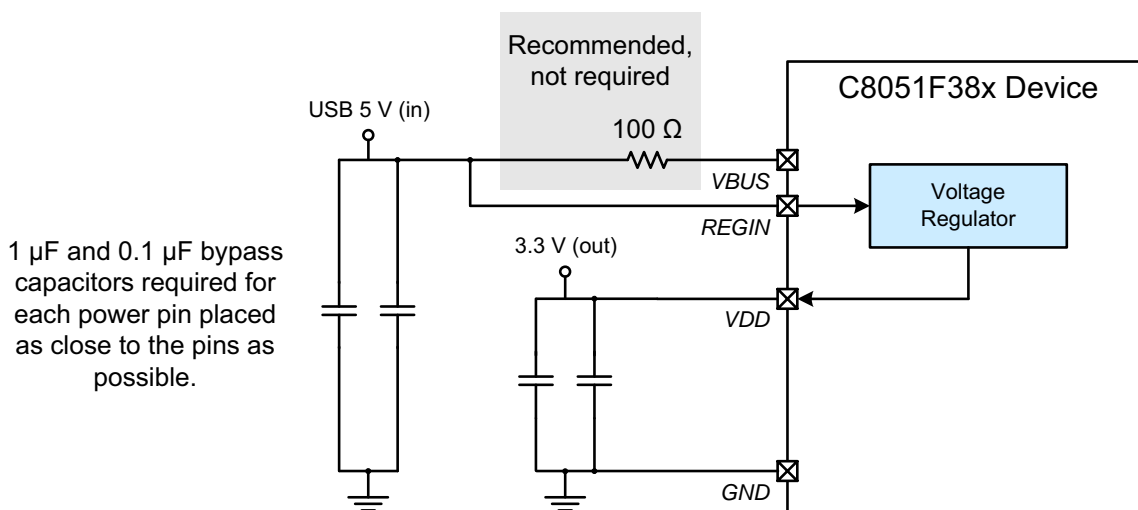 Recommended,
not required
C8051F38x Device
USB 5 V (in)
100 Ω
VBUS
Voltage
Regulator
REGIN
3.3 V (out)
1 μF and 0.1 μF bypass
capacitors required for
each power pin placed
as close to the pins as
possible.
VDD
GND